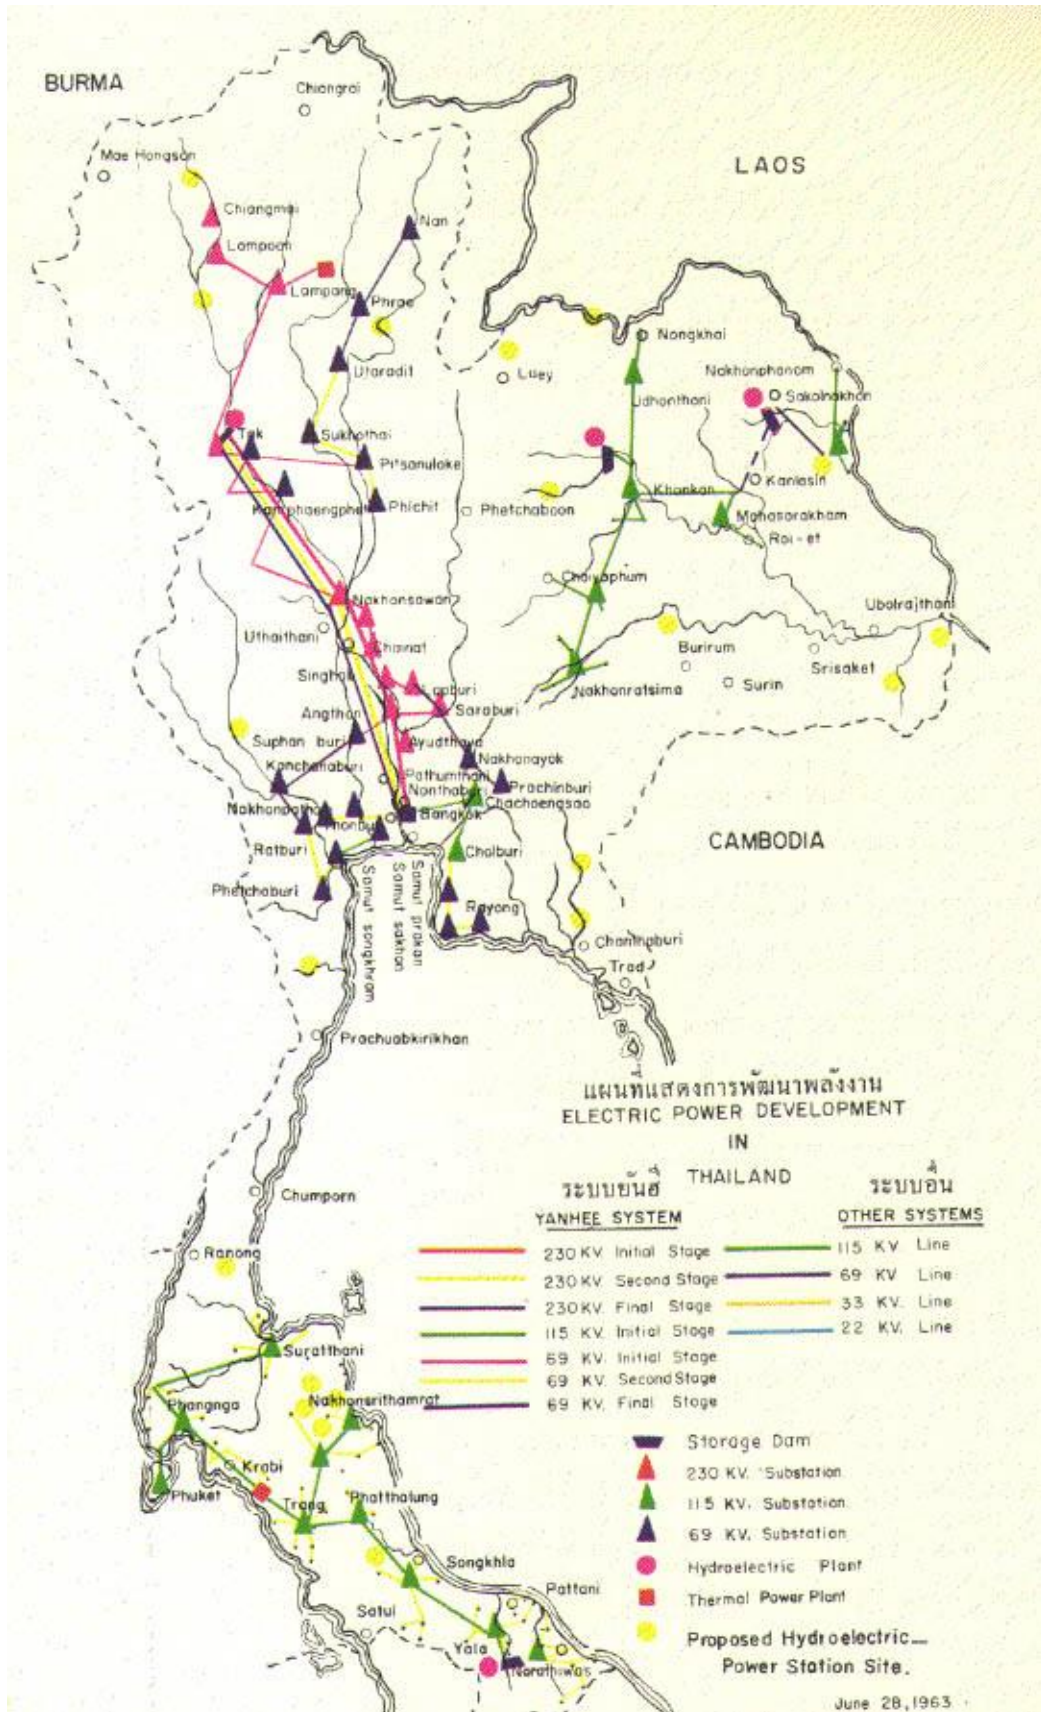 BURMA
Chiangrai
Mae Hongson
LAOS
Chiangmai
Nan
Lampoon
Lampang
Phrae
Nongkhai
Utaradit
Luey
Nakhonphanom
Sakolnakhon
Udhonthani
Tak
Sukhothai
Pitsanuloke
Khonkan
Kanlasin
Kamphaengphet
Phichit
Phetchaboon
Mahasarakham
Roi-et
Chaiyaphum
Nakhonsawan
Ubolrajthani
Uthaithani
Chainat
Burirum
Srisaket
Singhburi
Lopburi
Nakhonratsima
Surin
Angthon
Saraburi
Suphan buri
Ayudthaya
Nakhonayok
Kanchanaburi
Pathumthani
Prachinburi
Nonthaburi
Chachoengsao
Nakhonpathom
Thonburi
Bangkok
Ratburi
Cholburi
CAMBODIA
Phetchaburi
Samut songkhram
Samut sakhon
Samut prakan
Rayong
Chanthaburi
Trad
Prachuabkirikhan
แผนที่แสดงการพัฒนาพลังงาน
ELECTRIC POWER DEVELOPMENT
IN
THAILAND
ระบบยันฮี
ระบบอื่น
YANHEE SYSTEM
OTHER SYSTEMS
230 KV. Initial Stage
115 KV Line
230 KV. Second Stage
69 KV Line
230 KV. Final Stage
33 KV. Line
115 KV. Initial Stage
22 KV. Line
69 KV. Initial Stage
69 KV. Second Stage
69 KV. Final Stage
Chumporn
Ranong
Suratthani
Phangnga
Nakhonsrithamrat
Krabi
Phuket
Trang
Phatthalung
Songkhla
Pattani
Satul
Yala
Narathiwas
Storage Dam
230 KV. Substation
115 KV. Substation
69 KV. Substation
Hydroelectric Plant
Thermal Power Plant
Proposed Hydroelectric
Power Station Site.
June 28, 1963